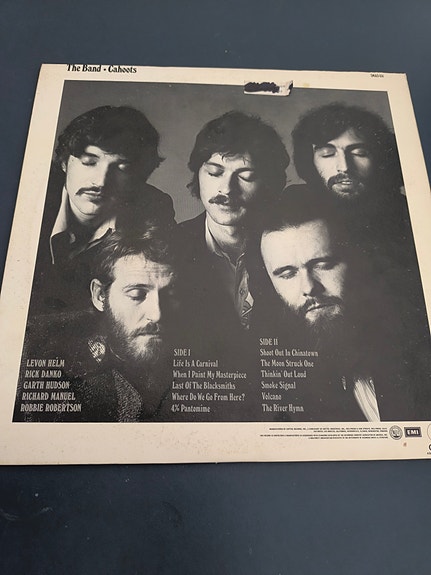 The Band • Cahoots
LEVON HELM
RICK DANKO
GARTH HUDSON
RICHARD MANUEL
ROBBIE ROBERTSON
SIDE I
Life Is A Carnival
When I Paint My Masterpiece
Last Of The Blacksmiths
Where Do We Go From Here?
4% Pantomime
SIDE II
Shoot Out In Chinatown
The Moon Struck One
Thinkin' Out Loud
Smoke Signal
Volcano
The River Hymn
EMI